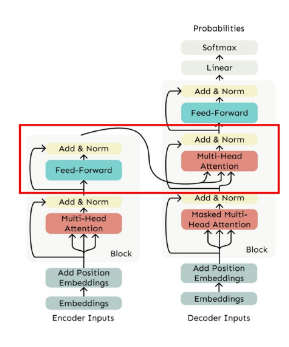 Probabilities
Softmax
Linear
Add & Norm
Feed-Forward
Add & Norm
Multi-Head
Attention
Add & Norm
Masked Multi-
Head Attention
Block
Add Position
Embeddings
Embeddings
Decoder Inputs
Add & Norm
Feed-Forward
Add & Norm
Multi-Head
Attention
Block
Add Position
Embeddings
Embeddings
Encoder Inputs